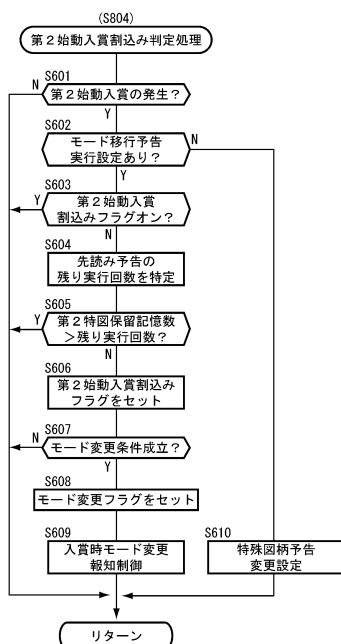 (S804)
第2始動入賞割込み判定処理
S601
N
第2始動入賞の発生?
Y
S602
モード移行予告
実行設定あり?
N
Y
S603
Y
第2始動入賞
割込みフラグオン?
N
S604
先読み予告の
残り実行回数を特定
S605
Y
第2特図保留記憶数
>残り実行回数?
N
S606
第2始動入賞割込み
フラグをセット
S607
N
モード変更条件成立?
Y
S608
モード変更フラグをセット
S609
入賞時モード変更
報知制御
S610
特殊図柄予告
変更設定
リターン